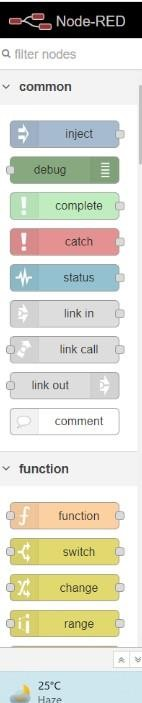 Node-RED
filter nodes
common
inject
debug
complete
catch
status
link in
link call
link out
comment
function
function
switch
change
range
25°C
Haze